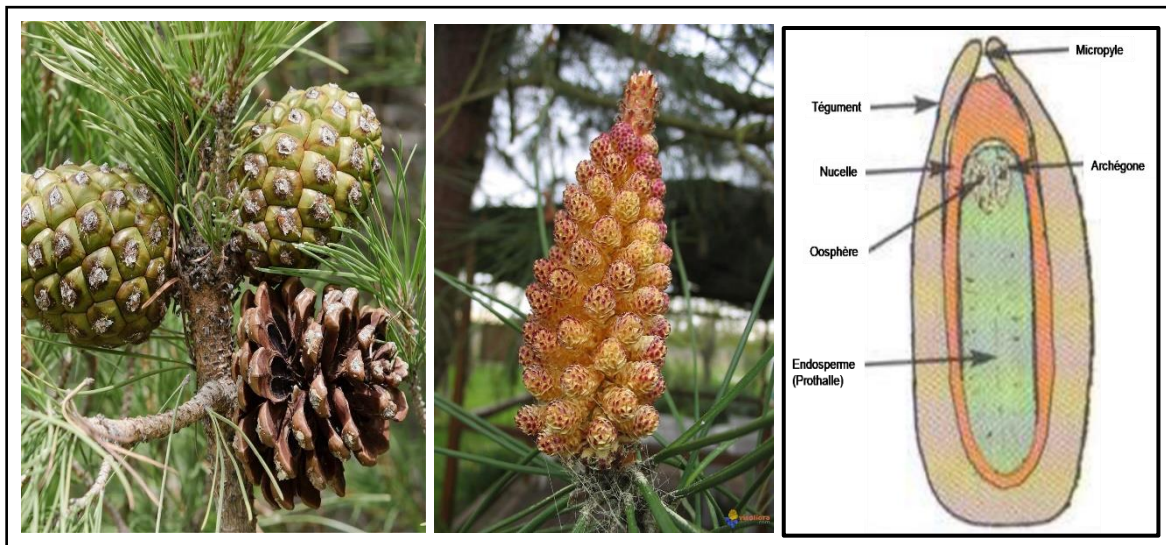 Micropyle
Tégument
Nucelle
Archégone
Oosphère
Endosperme
(Prothalle)